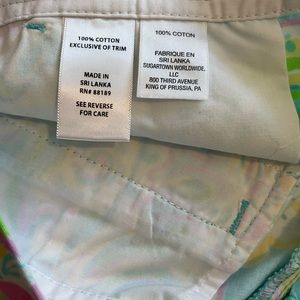 100% COTTON
EXCLUSIVE OF TRIM
MADE IN
SRI LANKA
RN# 88189
SEE REVERSE
FOR CARE
100% COTTON
FABRIQUE EN
SRI LANKA
SUGARTOWN WORLDWIDE,
LLC
800 THIRD AVENUE
KING OF PRUSSIA, PA